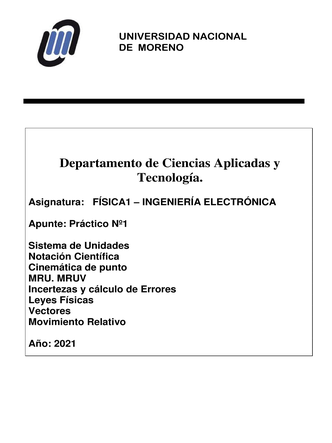 UNIVERSIDAD NACIONAL
DE MORENO
Departamento de Ciencias Aplicadas y
Tecnología.
Asignatura: FÍSICA1 – INGENIERÍA ELECTRÓNICA
Apunte: Práctico Nº1
Sistema de Unidades
Notación Científica
Cinemática de punto
MRU. MRUV
Incertezas y cálculo de Errores
Leyes Físicas
Vectores
Movimiento Relativo
Año: 2021